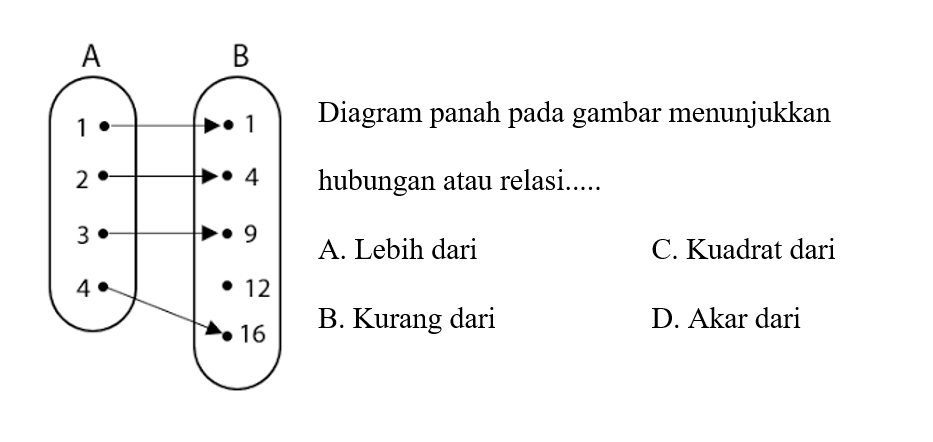 A B
1 1
2 4
3 9
4 12
16
Diagram panah pada gambar menunjukkan
hubungan atau relasi.....
A. Lebih dari C. Kuadrat dari
B. Kurang dari D. Akar dari